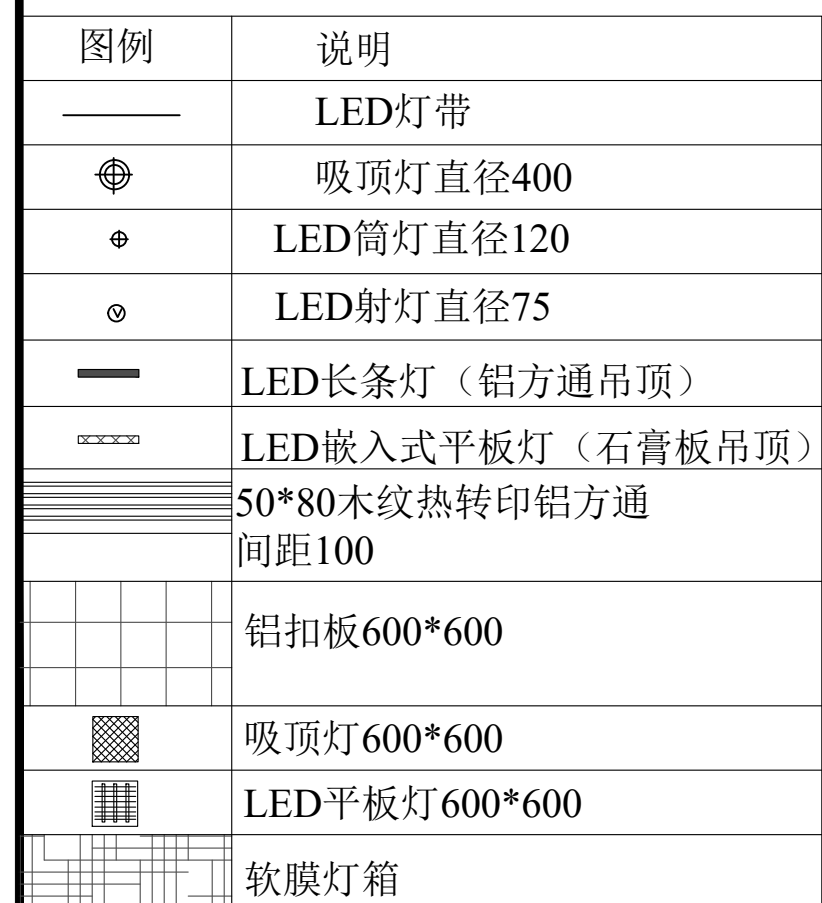 图例 说明
LED灯带
吸顶灯直径400
LED筒灯直径120
LED射灯直径75
LED长条灯（铝方通吊顶）
LED嵌入式平板灯（石膏板吊顶）
50*80木纹热转印铝方通
间距100
铝扣板600*600
吸顶灯600*600
LED平板灯600*600
软膜灯箱